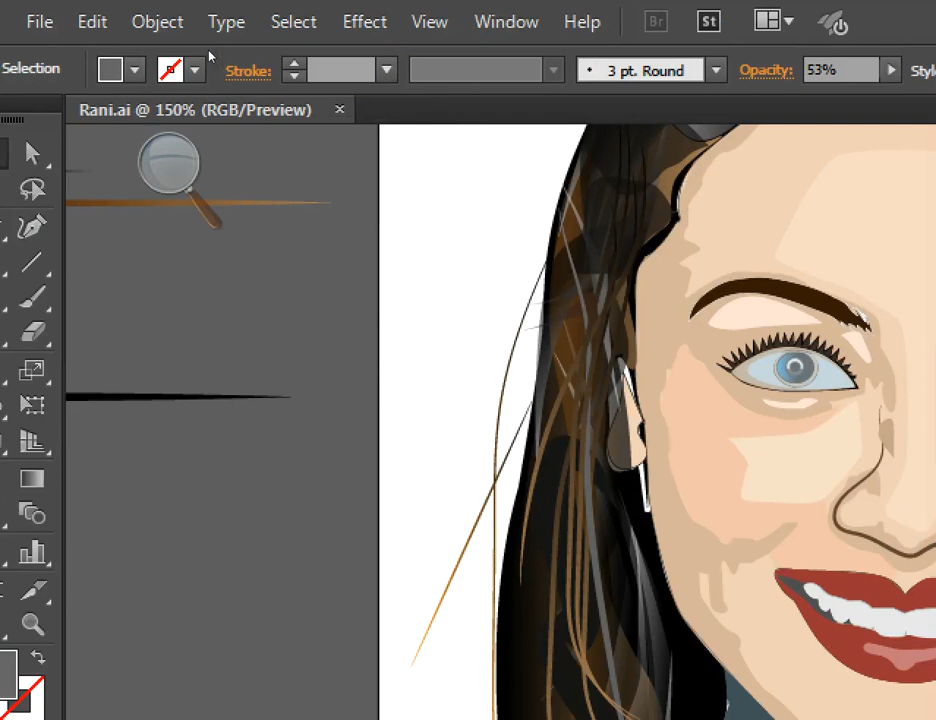 File Edit Object Type Select Effect View Window Help Br St
Selection Stroke: 3 pt. Round Opacity: 53% Styl
Rani.ai @ 150% (RGB/Preview) ×